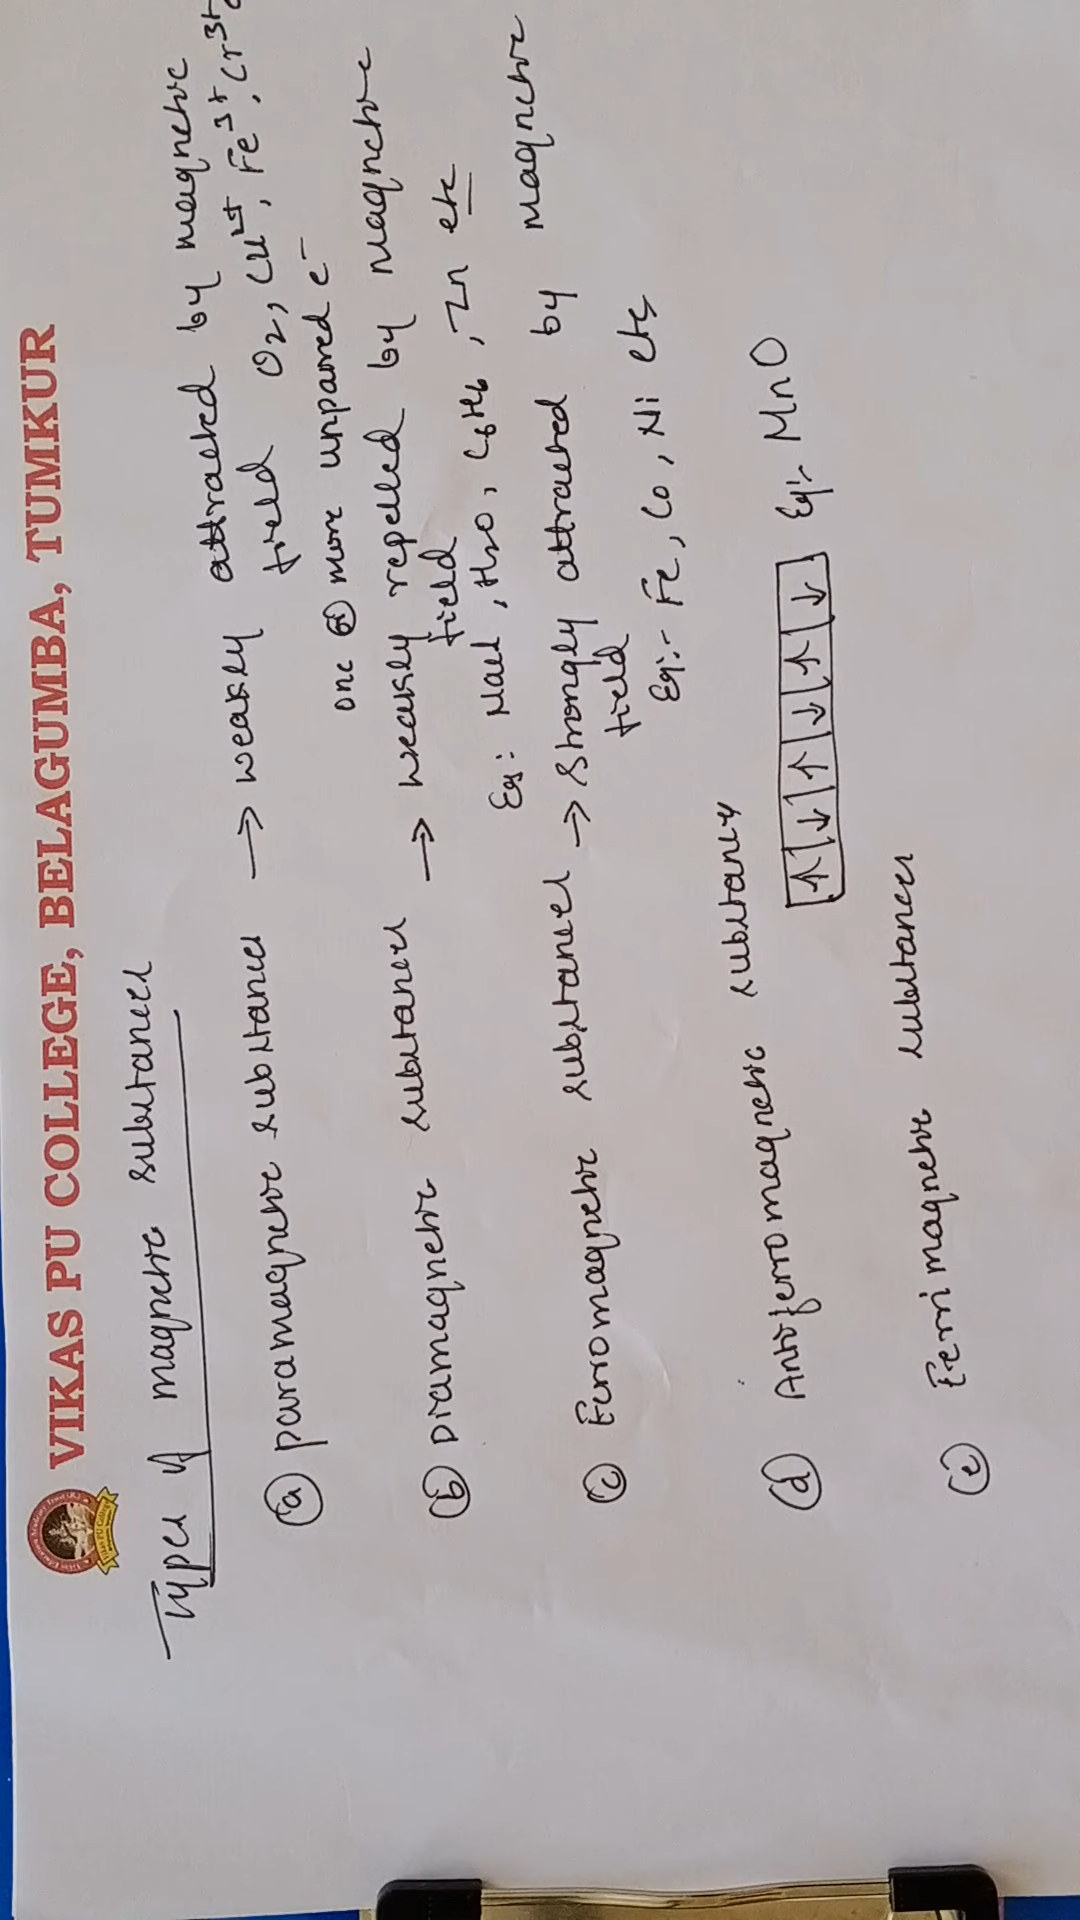 VIKAS PU COLLEGE, BELAGUMBA, TUMKUR
Types of magnetic substances
(a) paramagnetic substances → weakly attracted by magnetic
field O2, Cu2+, Fe3+, Cr3+
one or more unpaired e-
(b) Diamagnetic substances → weakly repelled by magnetic
field
Eg: NaCl, H2O, C6H6, Zn etc
(c) Ferromagnetic substances → Strongly attracted by magnetic
field
Eg:- Fe, Co, Ni etc
(d) Antiferromagnetic substances
↑↓↑↓↑↓ Eg:- MnO
(e) Ferrimagnetic substances